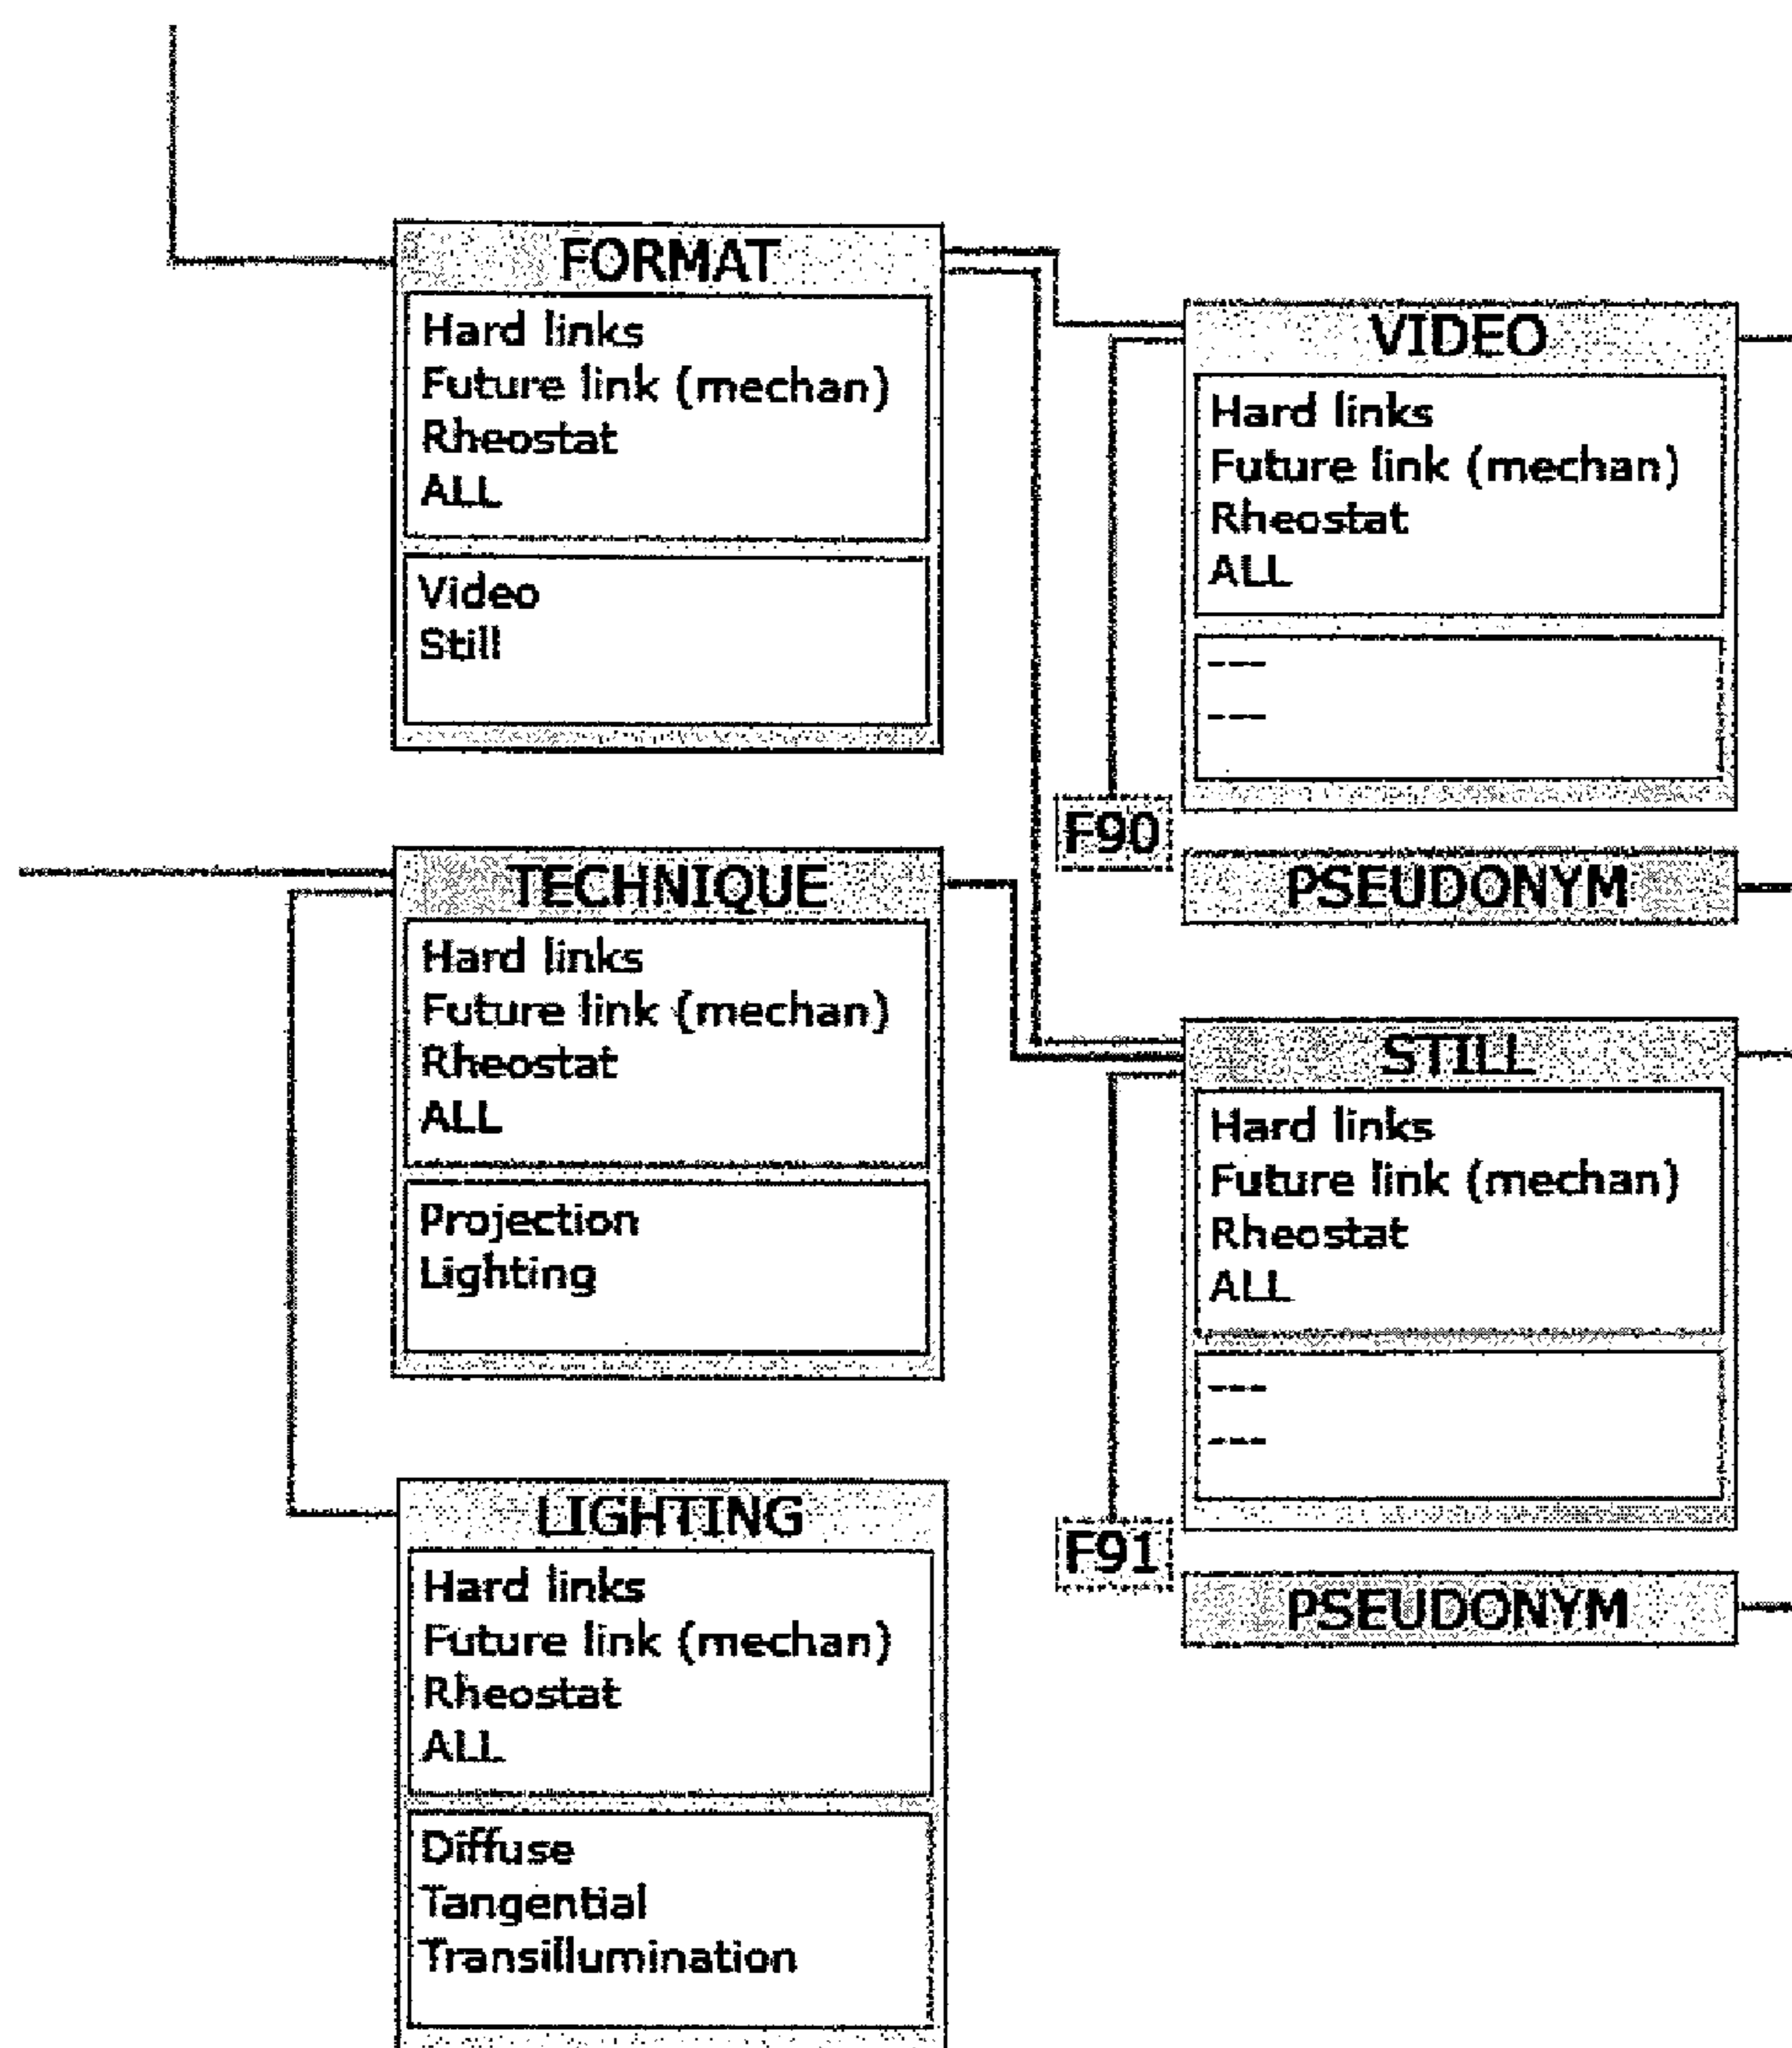 FORMAT
Hard links
Future link (mechan)
Rheostat
ALL
Video
Still
VIDEO
Hard links
Future link (mechan)
Rheostat
ALL
---
---
F90
PSEUDONYM
TECHNIQUE
Hard links
Future link (mechan)
Rheostat
ALL
Projection
Lighting
STILL
Hard links
Future link (mechan)
Rheostat
ALL
---
---
F91
PSEUDONYM
LIGHTING
Hard links
Future link (mechan)
Rheostat
ALL
Diffuse
Tangential
Transillumination